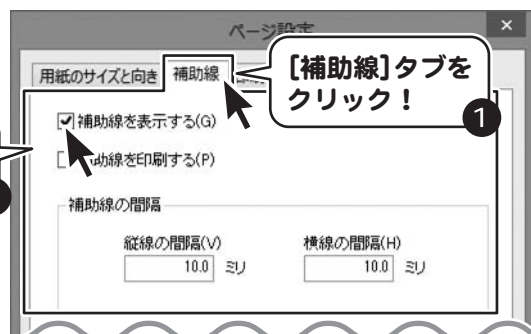 ページ設定
×
用紙のサイズと向き
補助線
[補助線]タブを
クリック！
1
補助線を表示する(G)
助線を印刷する(P)
補助線の間隔
縦線の間隔(V)
横線の間隔(H)
10.0 ミリ
10.0 ミリ